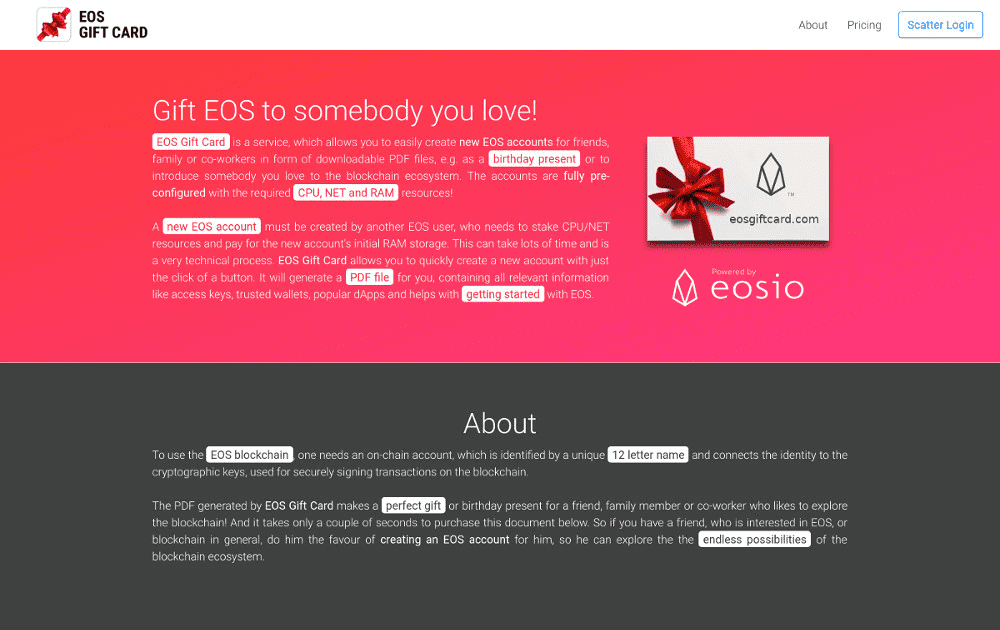 EOS
GIFT CARD
About
Pricing
Scatter Login
Gift EOS to somebody you love!
EOS Gift Card is a service, which allows you to easily create new EOS accounts for friends,
family or co-workers in form of downloadable PDF files, e.g. as a birthday present or to
introduce somebody you love to the blockchain ecosystem. The accounts are fully pre-
configured with the required CPU, NET and RAM resources!
A new EOS account must be created by another EOS user, who needs to stake CPU/NET
resources and pay for the new account's initial RAM storage. This can take lots of time and is
a very technical process. EOS Gift Card allows you to quickly create a new account with just
the click of a button. It will generate a PDF file for you, containing all relevant information
like access keys, trusted wallets, popular dApps and helps with getting started with EOS.
TM
eosgiftcard.com
Powered by
eosio
About
To use the EOS blockchain, one needs an on-chain account, which is identified by a unique 12 letter name and connects the identity to the
cryptographic keys, used for securely signing transactions on the blockchain.
The PDF generated by EOS Gift Card makes a perfect gift or birthday present for a friend, family member or co-worker who likes to explore
the blockchain! And it takes only a couple of seconds to purchase this document below. So if you have a friend, who is interested in EOS, or
blockchain in general, do him the favour of creating an EOS account for him, so he can explore the the endless possibilities of the
blockchain ecosystem.